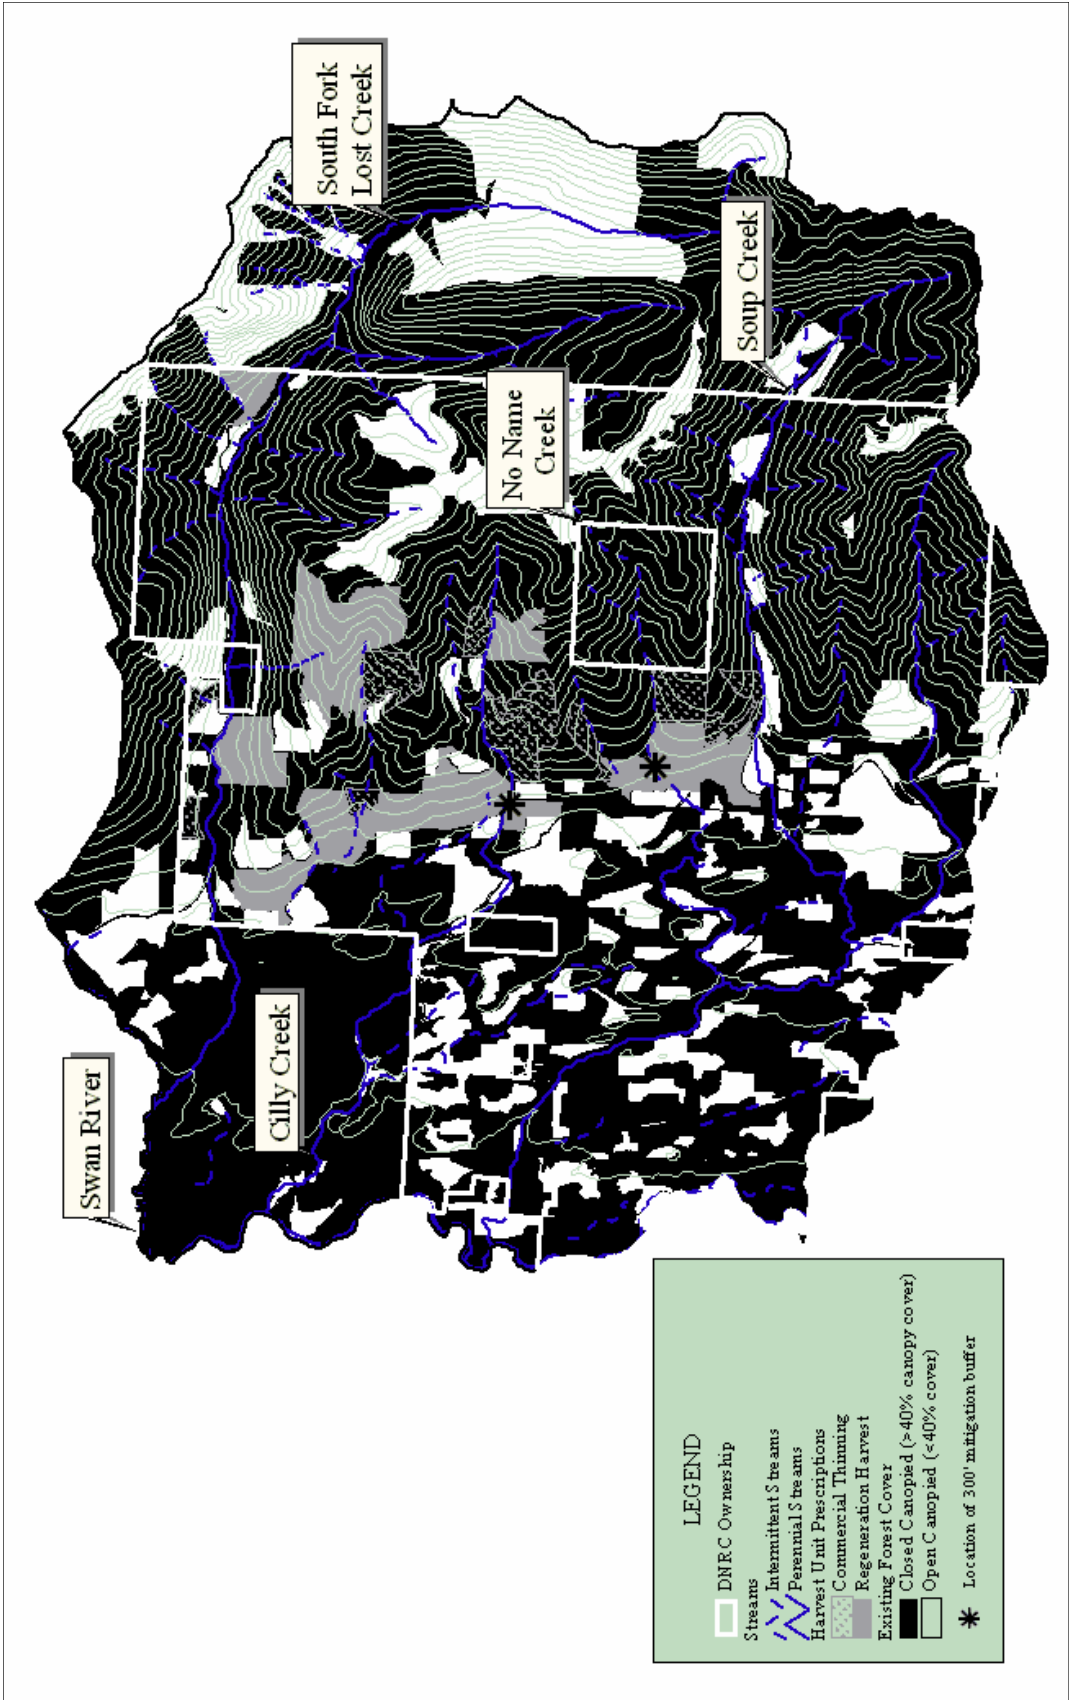 Swan River
Cilly Creek
South Fork
Lost Creek
No Name
Creek
Soup Creek
LEGEND
DNRC Ownership
Streams
Intermittent Streams
Perennial Streams
Harvest Unit Prescriptions
Commercial Thinning
Regeneration Harvest
Existing Forest Cover
Closed Canopied (>40% canopy cover)
Open Canopied (<40% cover)
Location of 300' mitigation buffer